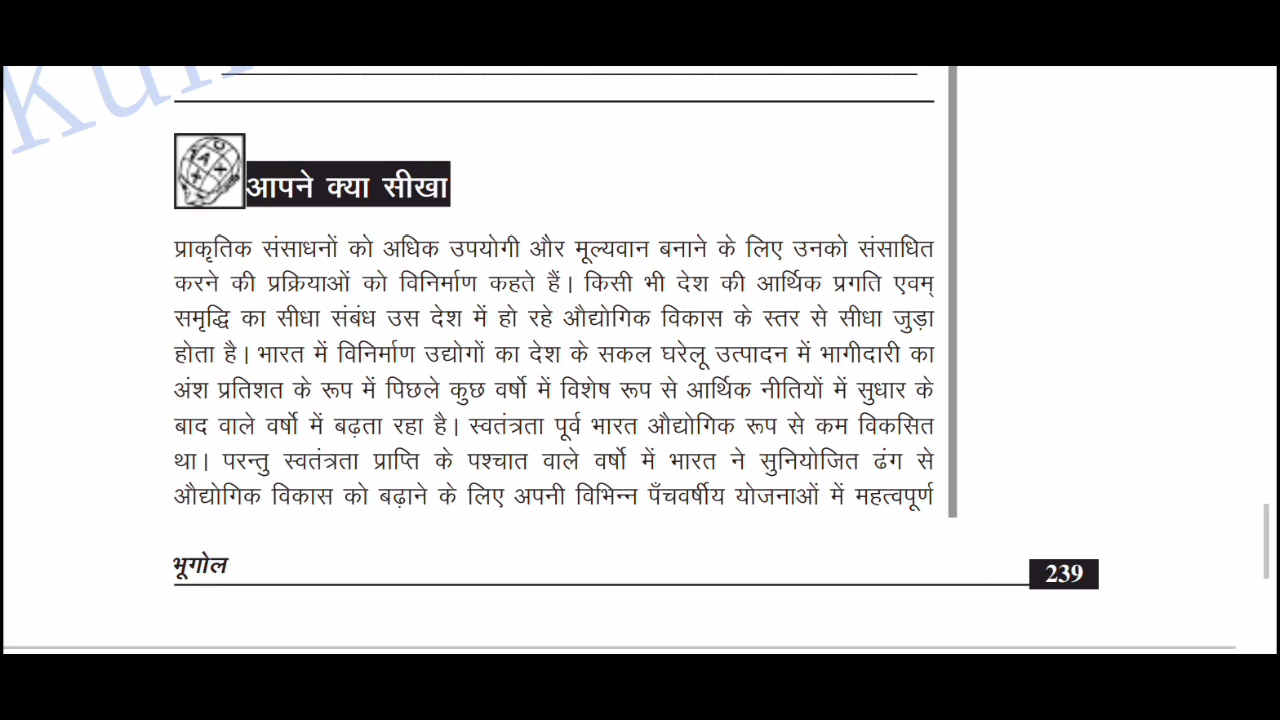 आपने क्या सीखा
प्राकृतिक संसाधनों को अधिक उपयोगी और मूल्यवान बनाने के लिए उनको संसाधित
करने की प्रक्रियाओं को विनिर्माण कहते हैं। किसी भी देश की आर्थिक प्रगति एवम्
समृद्धि का सीधा संबंध उस देश में हो रहे औद्योगिक विकास के स्तर से सीधा जुड़ा
होता है। भारत में विनिर्माण उद्योगों का देश के सकल घरेलू उत्पादन में भागीदारी का
अंश प्रतिशत के रूप में पिछले कुछ वर्षो में विशेष रूप से आर्थिक नीतियों में सुधार के
बाद वाले वर्षो में बढ़ता रहा है। स्वतंत्रता पूर्व भारत औद्योगिक रूप से कम विकसित
था। परन्तु स्वतंत्रता प्राप्ति के पश्चात वाले वर्षो में भारत ने सुनियोजित ढंग से
औद्योगिक विकास को बढ़ाने के लिए अपनी विभिन्न पँचवर्षीय योजनाओं में महत्वपूर्ण
भूगोल
239